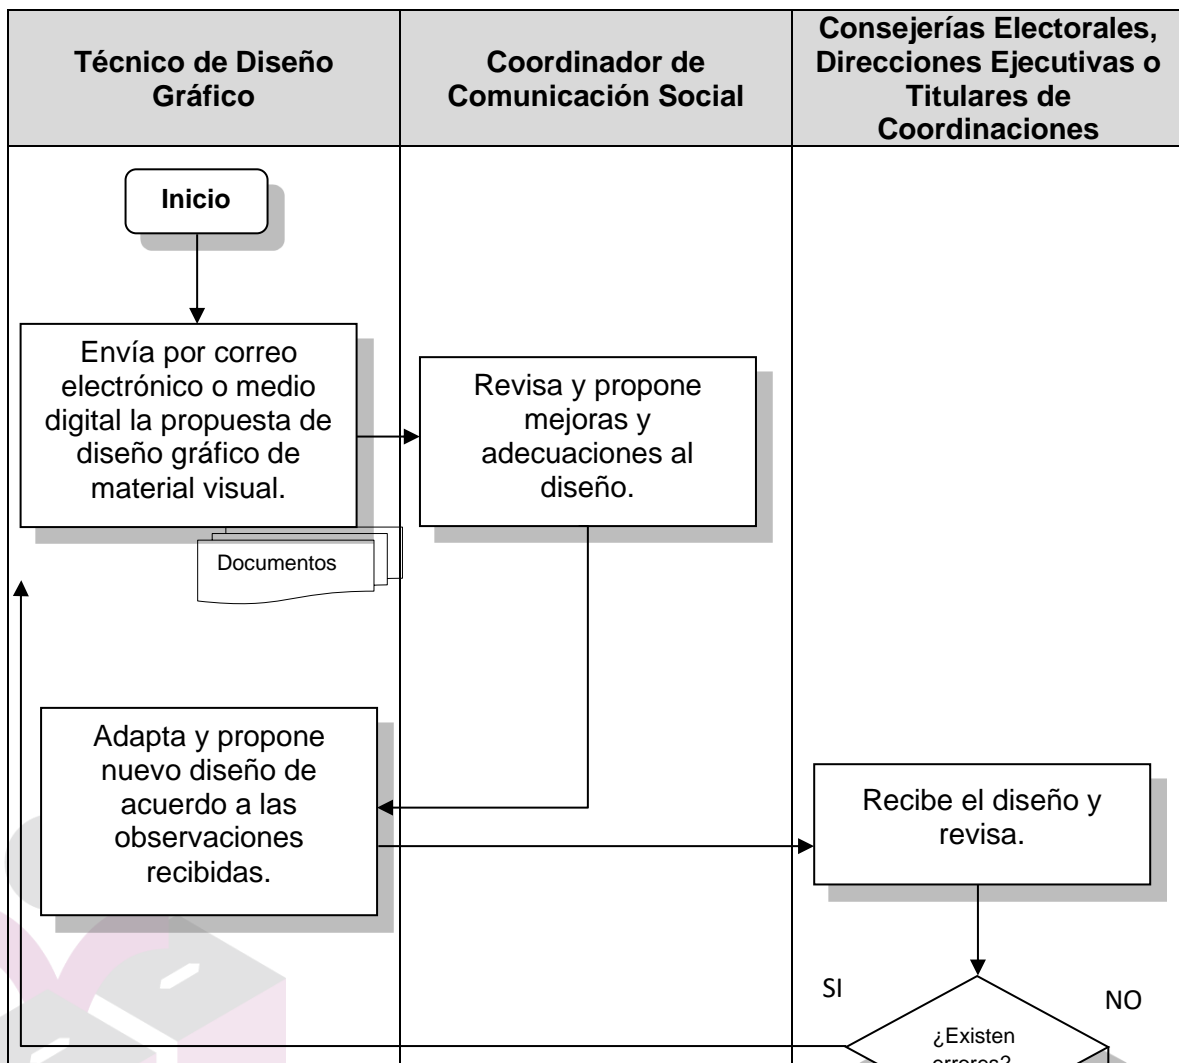 Técnico de Diseño
Gráfico
Coordinador de
Comunicación Social
Consejerías Electorales,
Direcciones Ejecutivas o
Titulares de
Coordinaciones
Inicio
Envía por correo
electrónico o medio
digital la propuesta de
diseño gráfico de
material visual.
Documentos
Revisa y propone
mejoras y
adecuaciones al
diseño.
Adapta y propone
nuevo diseño de
acuerdo a las
observaciones
recibidas.
Recibe el diseño y
revisa.
SI
NO
¿Existen
errores?